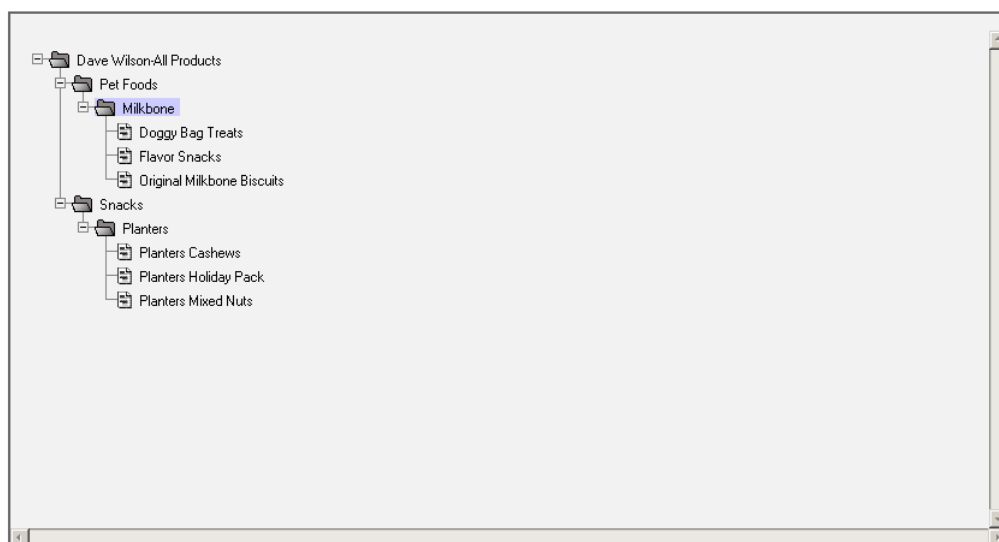 Dave Wilson-All Products
Pet Foods
Milkbone
Doggy Bag Treats
Flavor Snacks
Original Milkbone Biscuits
Snacks
Planters
Planters Cashews
Planters Holiday Pack
Planters Mixed Nuts